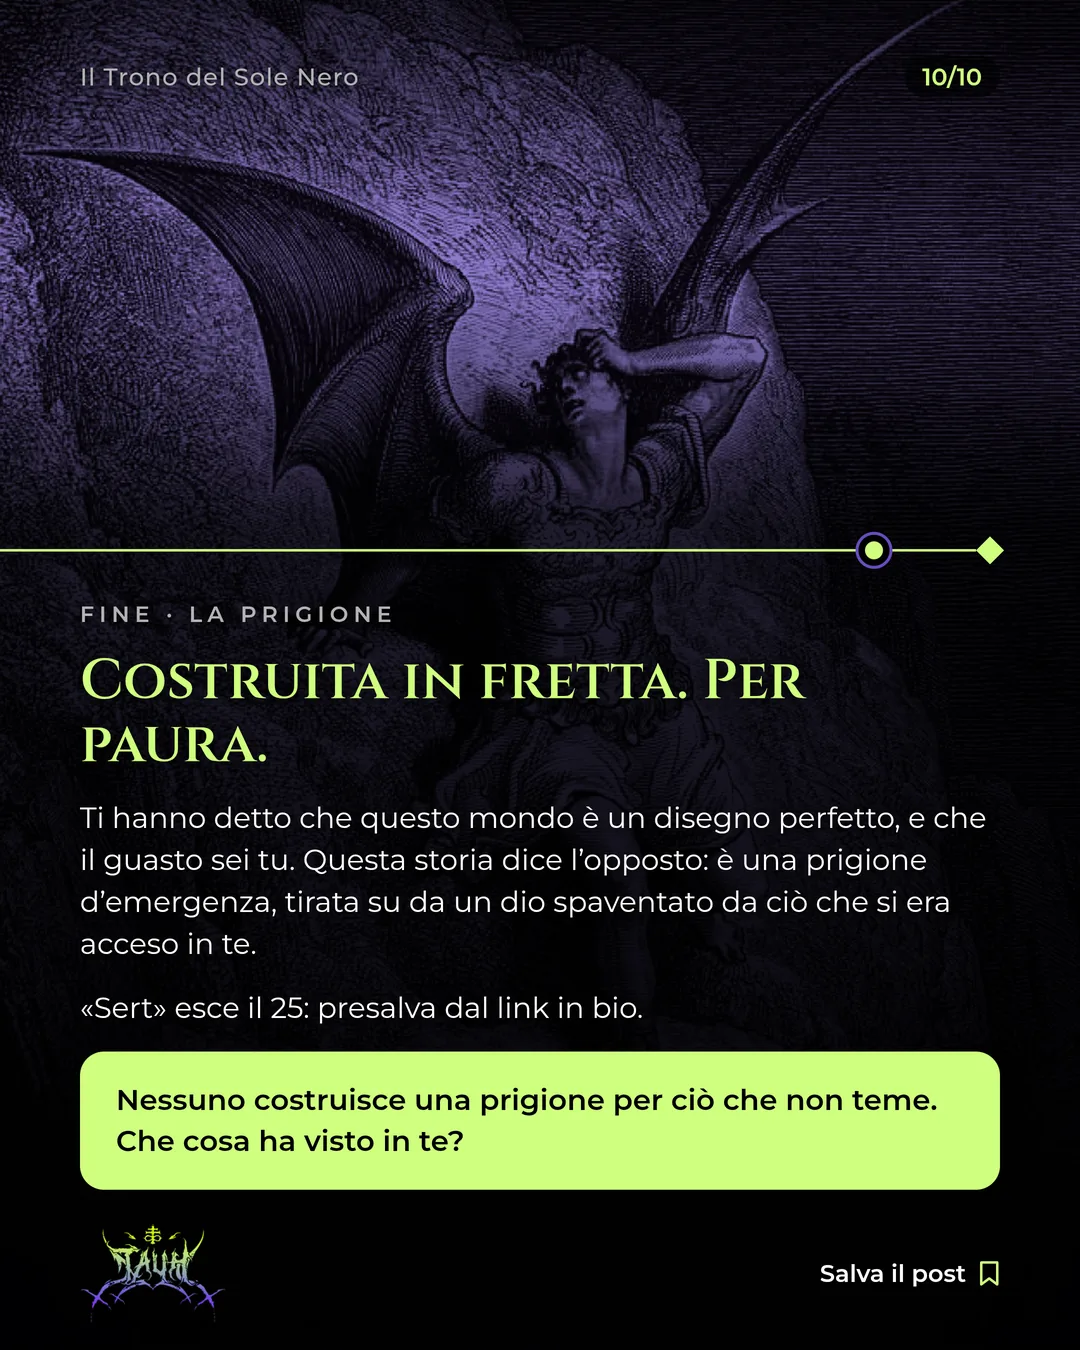 Il Trono del Sole Nero
10/10
FINE · LA PRIGIONE
Costruita in fretta. Per
paura.
Ti hanno detto che questo mondo è un disegno perfetto, e che
il guasto sei tu. Questa storia dice l’opposto: è una prigione
d’emergenza, tirata su da un dio spaventato da ciò che si era
acceso in te.
«Sert» esce il 25: presalva dal link in bio.
Nessuno costruisce una prigione per ciò che non teme.
Che cosa ha visto in te?
Salva il post